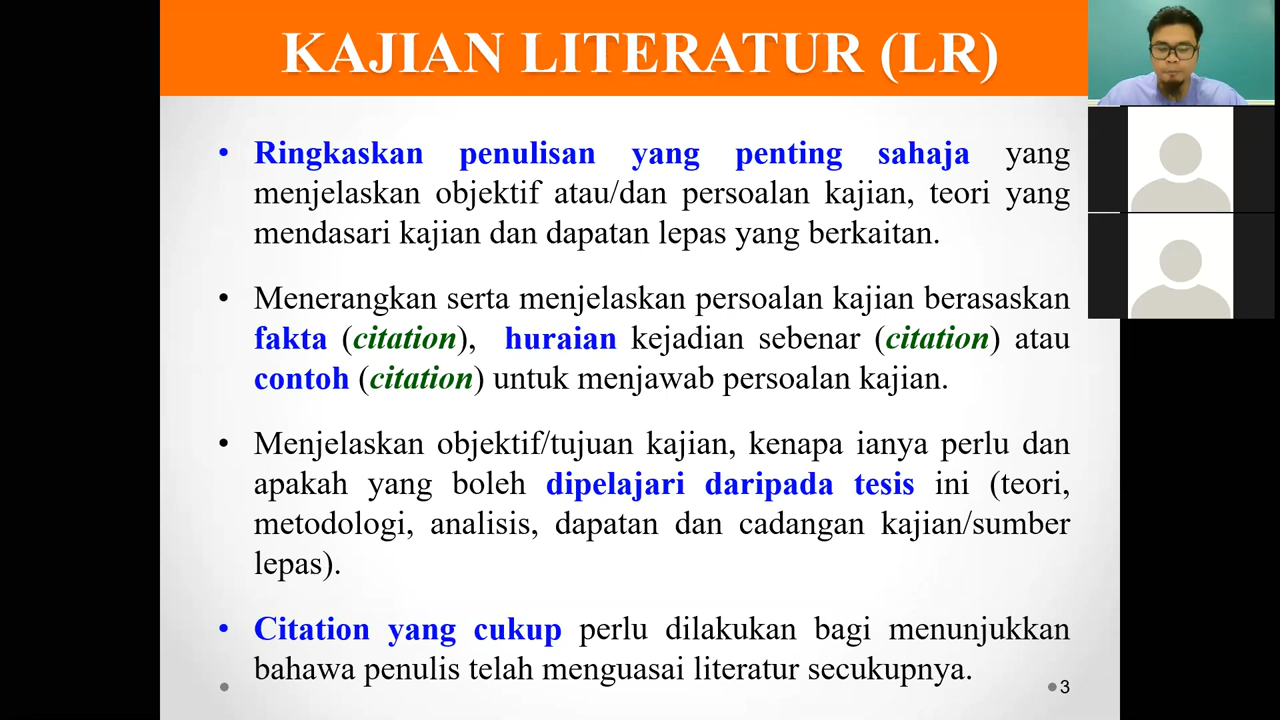 KAJIAN LITERATUR (LR)
• Ringkaskan penulisan yang penting sahaja yang
menjelaskan objektif atau/dan persoalan kajian, teori yang
mendasari kajian dan dapatan lepas yang berkaitan.
• Menerangkan serta menjelaskan persoalan kajian berasaskan
fakta (citation), huraian kejadian sebenar (citation) atau
contoh (citation) untuk menjawab persoalan kajian.
• Menjelaskan objektif/tujuan kajian, kenapa ianya perlu dan
apakah yang boleh dipelajari daripada tesis ini (teori,
metodologi, analisis, dapatan dan cadangan kajian/sumber
lepas).
• Citation yang cukup perlu dilakukan bagi menunjukkan
bahawa penulis telah menguasai literatur secukupnya.
3